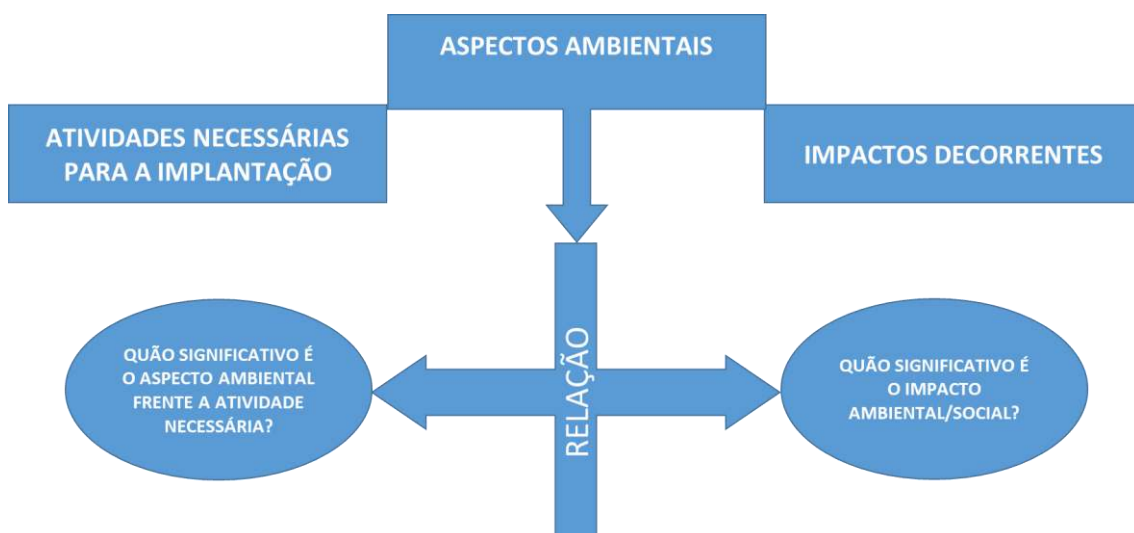 ASPECTOS AMBIENTAIS
ATIVIDADES NECESSÁRIAS
PARA A IMPLANTAÇÃO
IMPACTOS DECORRENTES
RELAÇÃO
QUÃO SIGNIFICATIVO É
O ASPECTO AMBIENTAL
FRENTE A ATIVIDADE
NECESSÁRIA?
QUÃO SIGNIFICATIVO É
O IMPACTO
AMBIENTAL/SOCIAL?